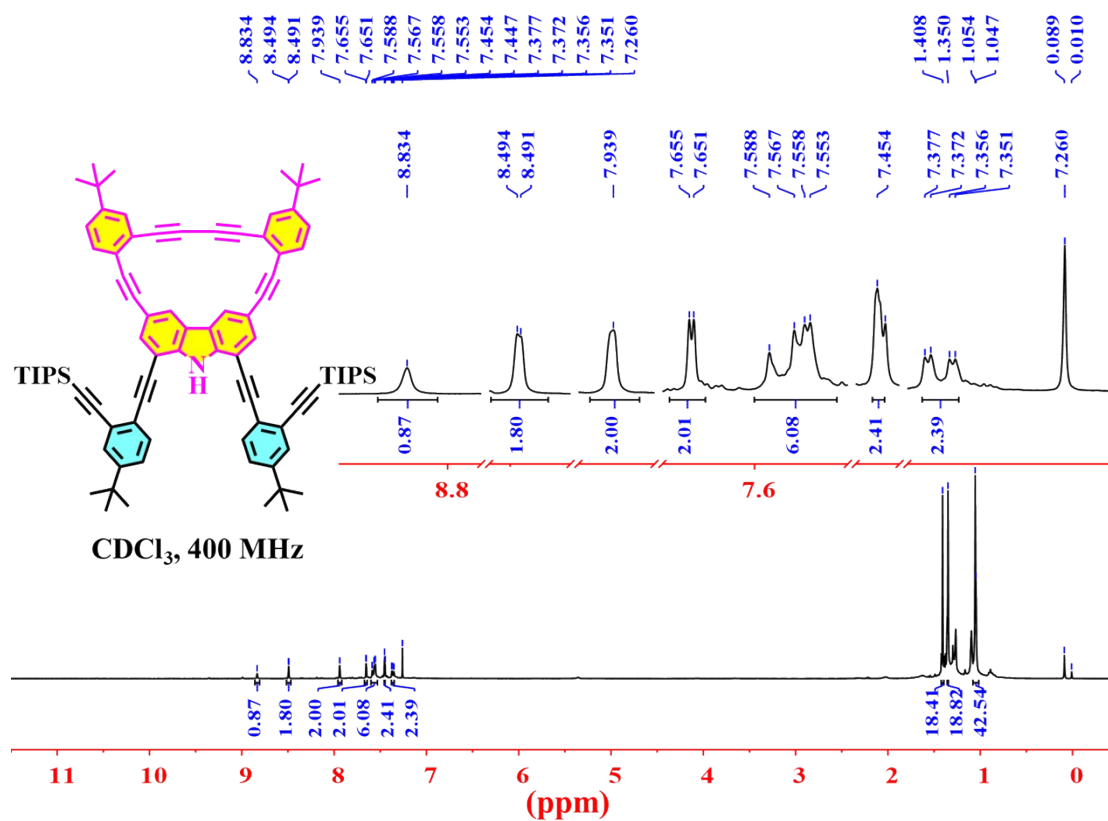 8.834 8.494 8.491 7.939 7.655 7.651 7.588 7.567 7.558 7.553 7.454 7.447 7.377 7.372 7.356 7.351 7.260 1.408 1.350 1.054 1.047 0.089 0.010
8.834 8.494 8.491 7.939 7.655 7.651 7.588 7.567 7.558 7.553 7.454 7.377 7.372 7.356 7.351 7.260
TIPS N TIPS
H
0.87 1.80 2.00 2.01 6.08 2.41 2.39
8.8 7.6
CDCl3, 400 MHz
0.87 1.80 2.00 2.01 6.08 2.41 2.39 18.41 18.82 42.54
11 10 9 8 7 6 5 4 3 2 1 0
(ppm)